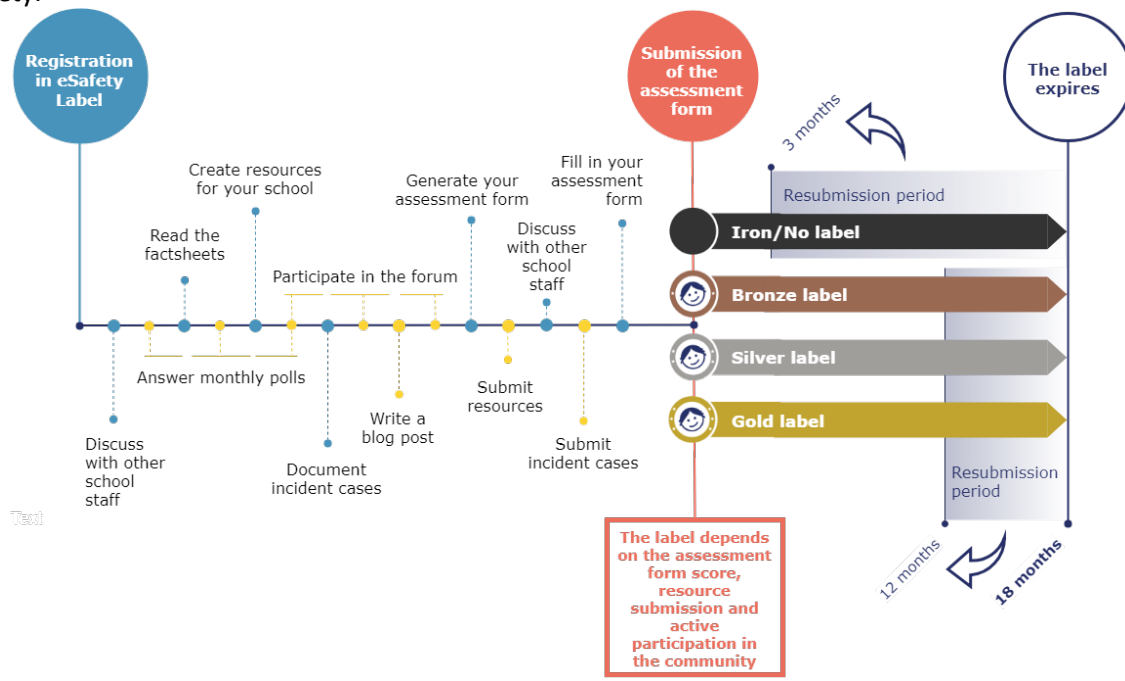 ety.
Registration
in eSafety
Label
Submission
of the
assessment
form
The label
expires
3 months
Create resources
for your school
Generate your
assessment form
Fill in your
assessment
form
Resubmission period
Read the
factsheets
Discuss
with other
school
staff
Iron/No label
Participate in the forum
Bronze label
Answer monthly polls
Silver label
Submit
resources
Write a
blog post
Gold label
Discuss
with other
school
staff
Document
incident cases
Submit
incident cases
Resubmission
period
Text
The label depends
on the assessment
form score,
resource
submission and
active
participation in
the community
12 months
18 months